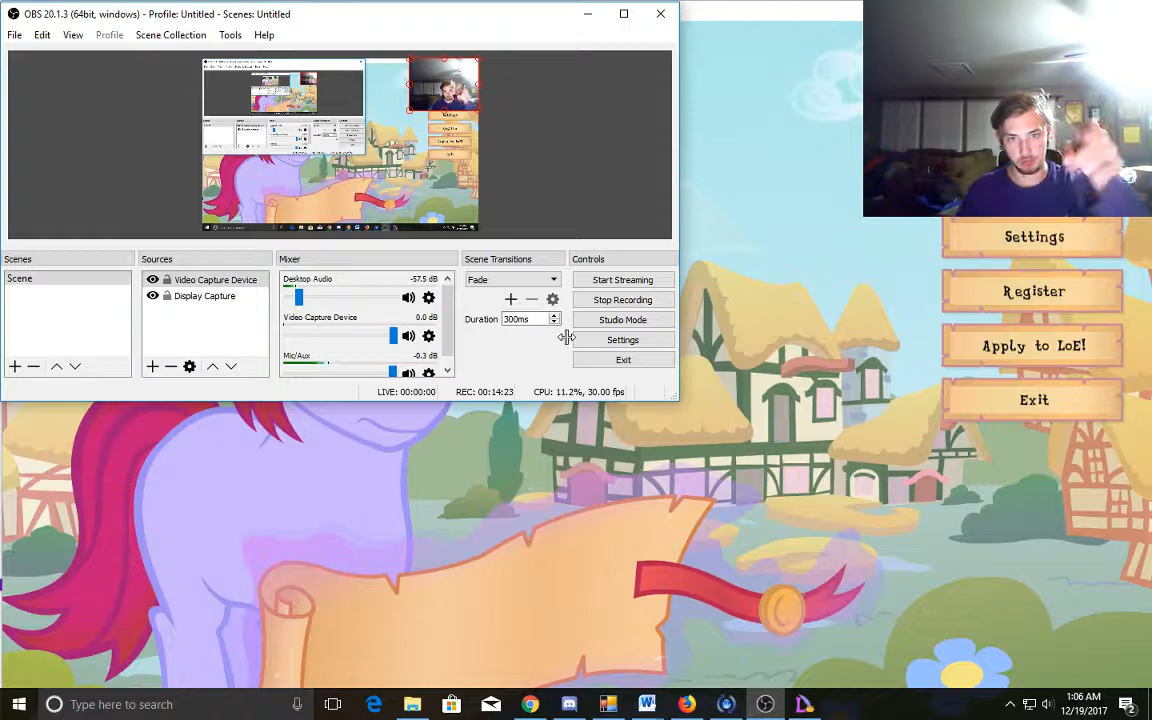 OBS 20.1.3 (64bit, windows) - Profile: Untitled - Scenes: Untitled
File Edit View Profile Scene Collection Tools Help
Scenes
Scene
Sources
Video Capture Device
Display Capture
Mixer
Desktop Audio -57.5 dB
Video Capture Device 0.0 dB
Mic/Aux -0.3 dB
Scene Transitions
Fade
Duration 300ms
Controls
Start Streaming
Stop Recording
Studio Mode
Settings
Exit
LIVE: 00:00:00 REC: 00:14:23 CPU: 11.2%, 30.00 fps
Settings
Register
Apply to LoE!
Exit
Type here to search
1:06 AM
12/19/2017
2